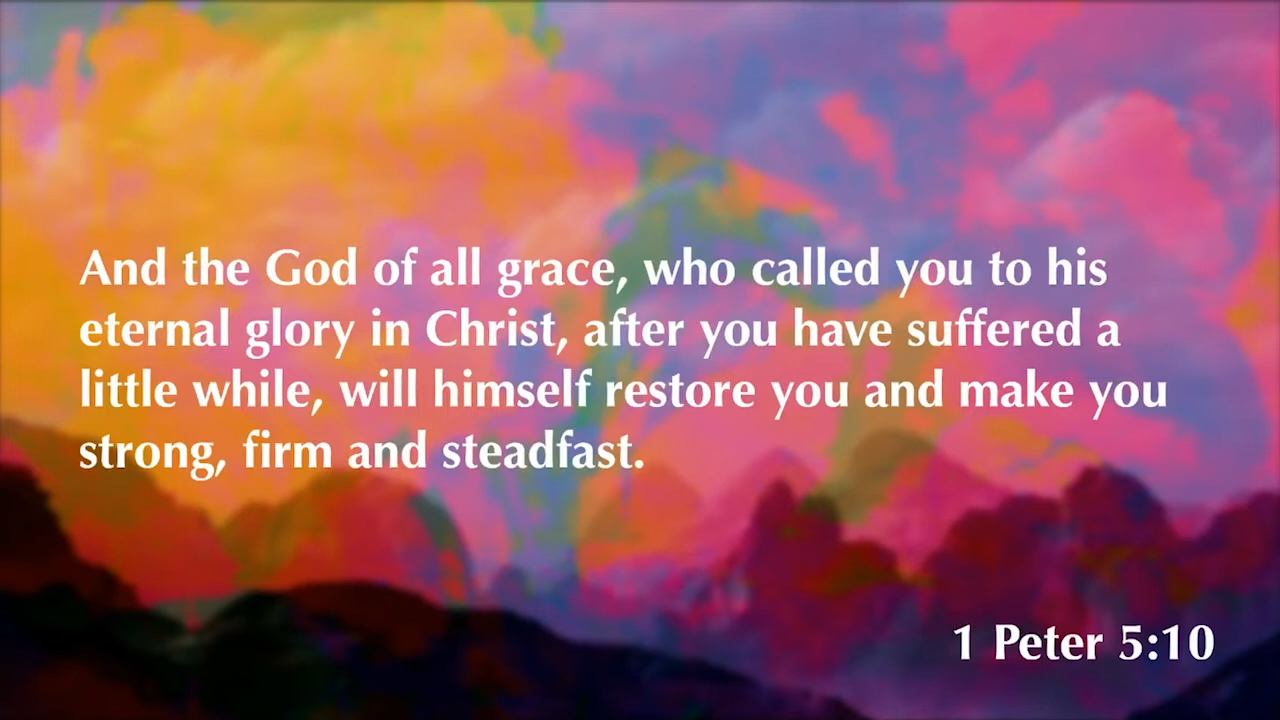 And the God of all grace, who called you to his
eternal glory in Christ, after you have suffered a
little while, will himself restore you and make you
strong, firm and steadfast.
1 Peter 5:10